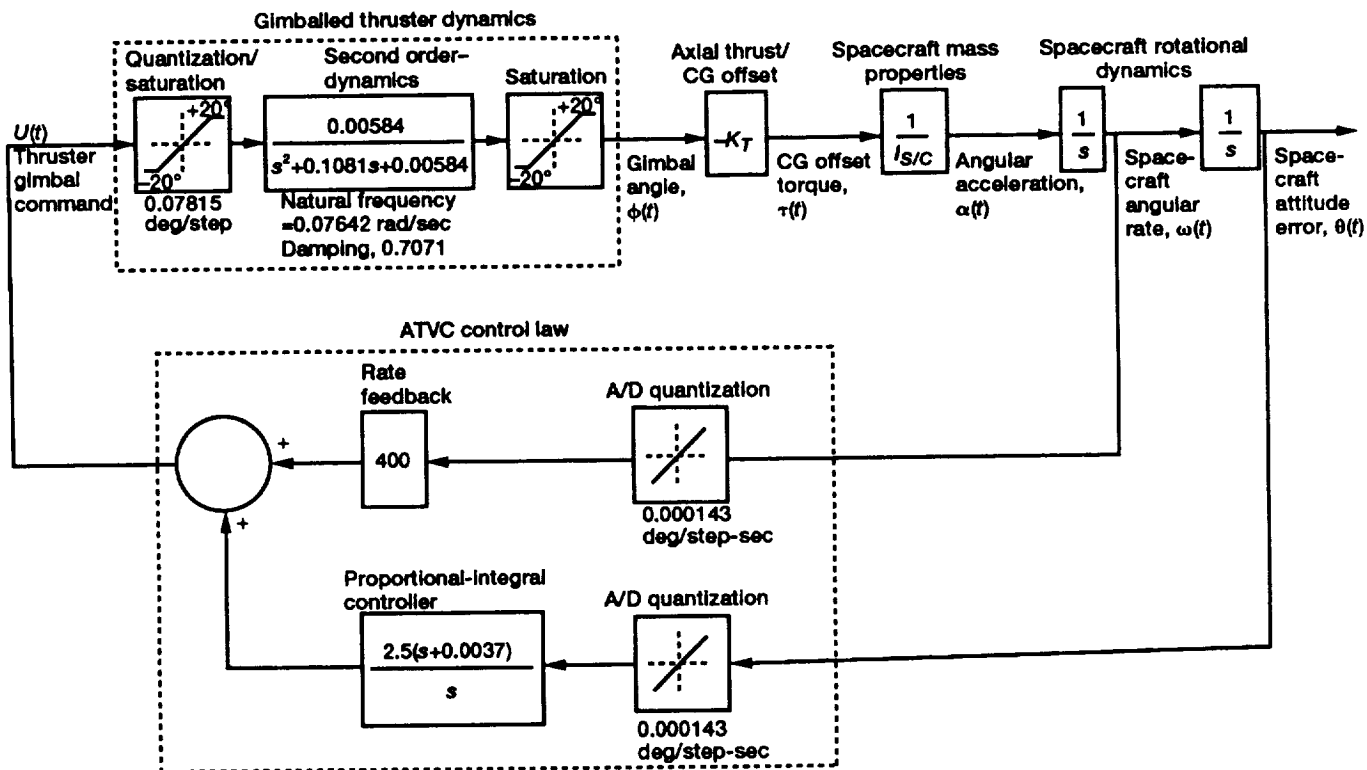 Gimballed thruster dynamics
Quantization/
saturation
+20°
−20°
0.07815
deg/step
Second order–
dynamics
0.00584
s²+0.1081s+0.00584
Natural frequency
=0.07642 rad/sec
Damping, 0.7071
Saturation
+20°
−20°
U(t)
Thruster
gimbal
command
Gimbal
angle,
ϕ(t)
Axial thrust/
CG offset
-K_T
CG offset
torque,
τ(t)
Spacecraft mass
properties
1
I_S/C
Angular
acceleration,
α(t)
Spacecraft rotational
dynamics
1
s
Space-
craft
angular
rate, ω(t)
1
s
Space-
craft
attitude
error, θ(t)
ATVC control law
Rate
feedback
400
+
+
A/D quantization
0.000143
deg/step-sec
Proportional-integral
controller
2.5(s+0.0037)
s
A/D quantization
0.000143
deg/step-sec